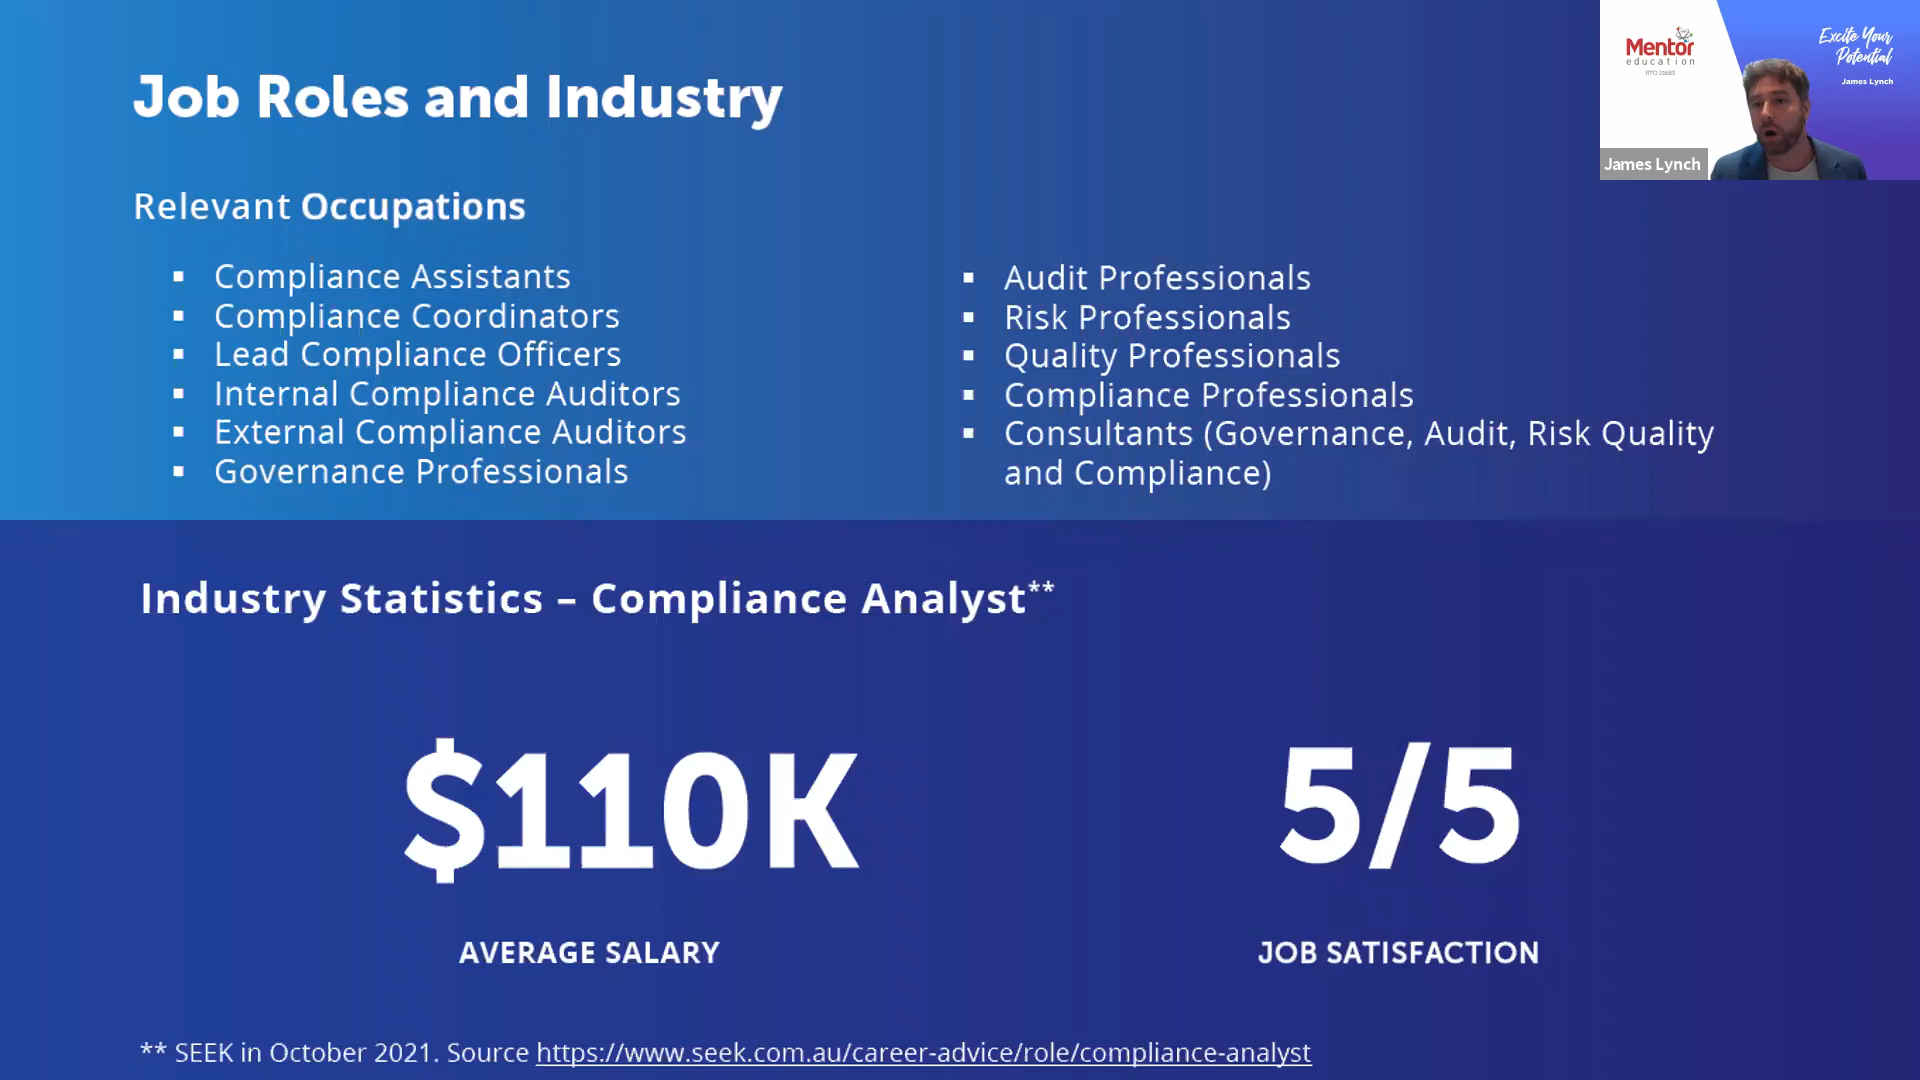 Job Roles and Industry
Relevant Occupations
▪ Compliance Assistants
▪ Compliance Coordinators
▪ Lead Compliance Officers
▪ Internal Compliance Auditors
▪ External Compliance Auditors
▪ Governance Professionals
▪ Audit Professionals
▪ Risk Professionals
▪ Quality Professionals
▪ Compliance Professionals
▪ Consultants (Governance, Audit, Risk Quality
and Compliance)
Mentor
education
RTO 21683
Excite Your
Potential
James Lynch
James Lynch
Industry Statistics – Compliance Analyst**
$110K
AVERAGE SALARY
5/5
JOB SATISFACTION
** SEEK in October 2021. Source https://www.seek.com.au/career-advice/role/compliance-analyst